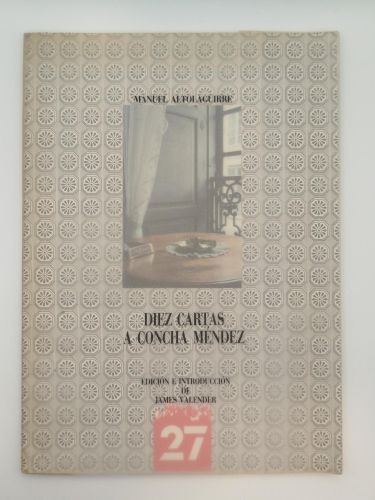 MANUEL ALTOLAGUIRRE
DIEZ CARTAS
A CONCHA MÉNDEZ
EDICIÓN E INTRODUCCIÓN
DE
JAMES VALENDER
27